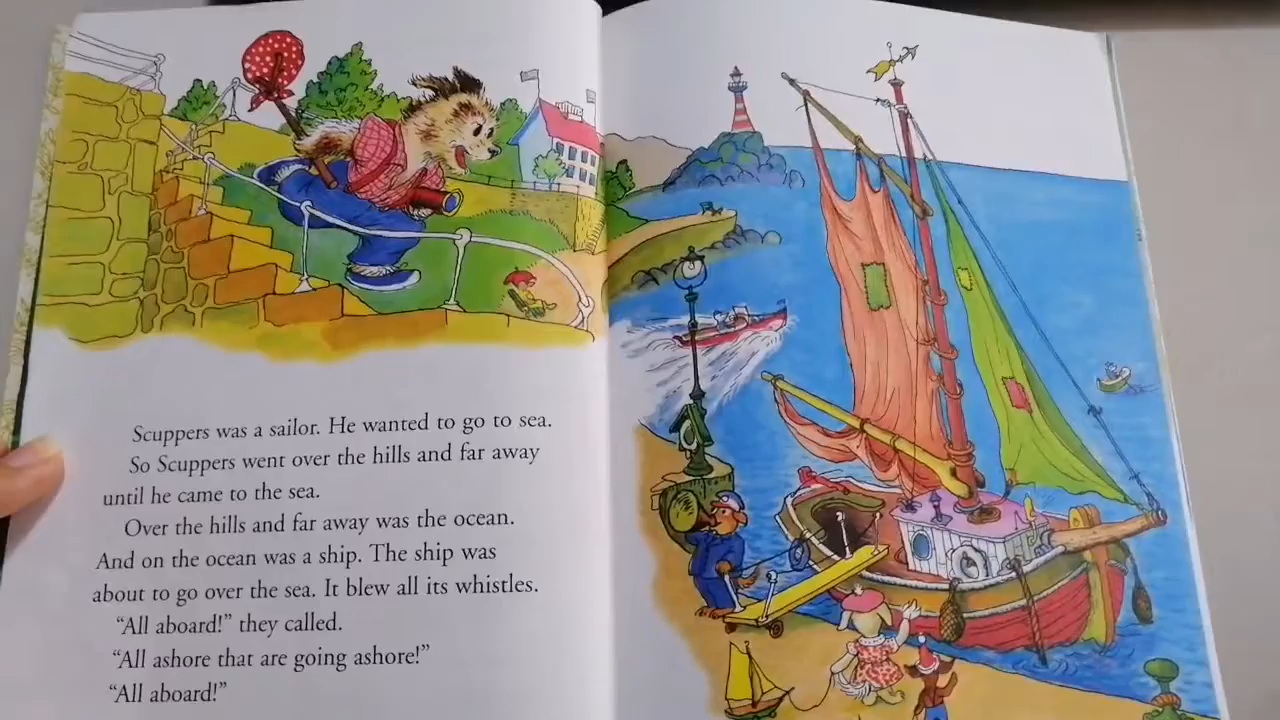 Scuppers was a sailor. He wanted to go to sea.
So Scuppers went over the hills and far away
until he came to the sea.
Over the hills and far away was the ocean.
And on the ocean was a ship. The ship was
about to go over the sea. It blew all its whistles.
“All aboard!” they called.
“All ashore that are going ashore!”
“All aboard!”